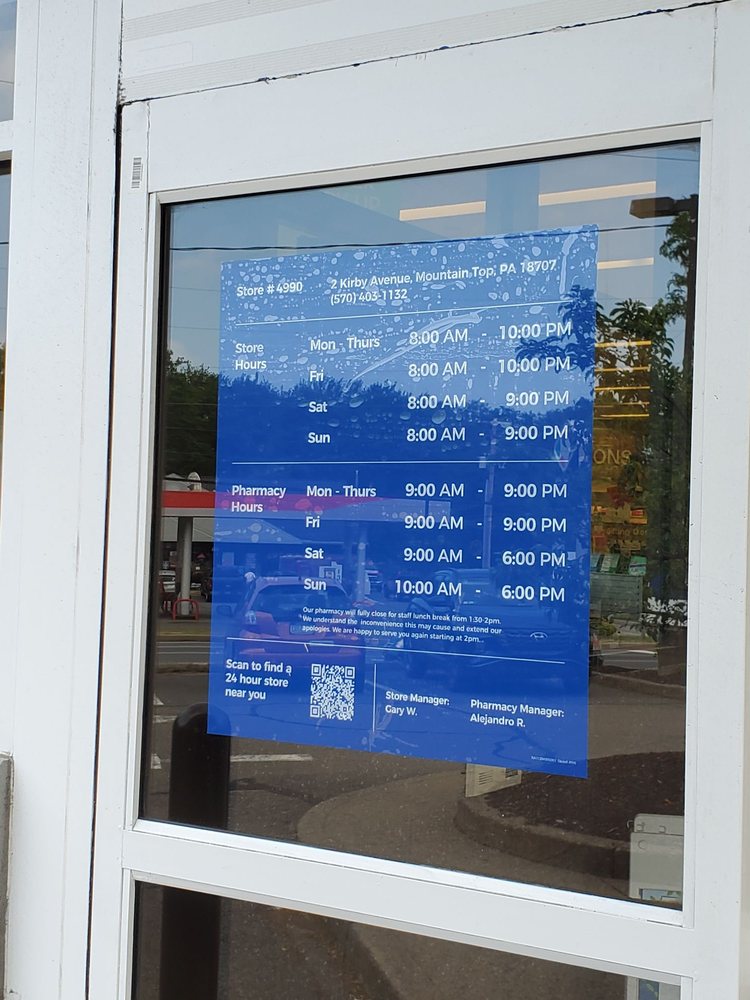 Store # 4990
2 Kirby Avenue, Mountain Top, PA 18707
(570) 403-1132
Store Hours
Mon - Thurs 8:00 AM - 10:00 PM
Fri 8:00 AM - 10:00 PM
Sat 8:00 AM - 9:00 PM
Sun 8:00 AM - 9:00 PM
Pharmacy Hours
Mon - Thurs 9:00 AM - 9:00 PM
Fri 9:00 AM - 9:00 PM
Sat 9:00 AM - 6:00 PM
Sun 10:00 AM - 6:00 PM
Our pharmacy will fully close for staff lunch break from 1:30-2pm.
We understand the inconvenience this may cause and extend our
apologies. We are happy to serve you again starting at 2pm...
Scan to find a
24 hour store
near you
Store Manager:
Cary W.
Pharmacy Manager:
Alejandro R.